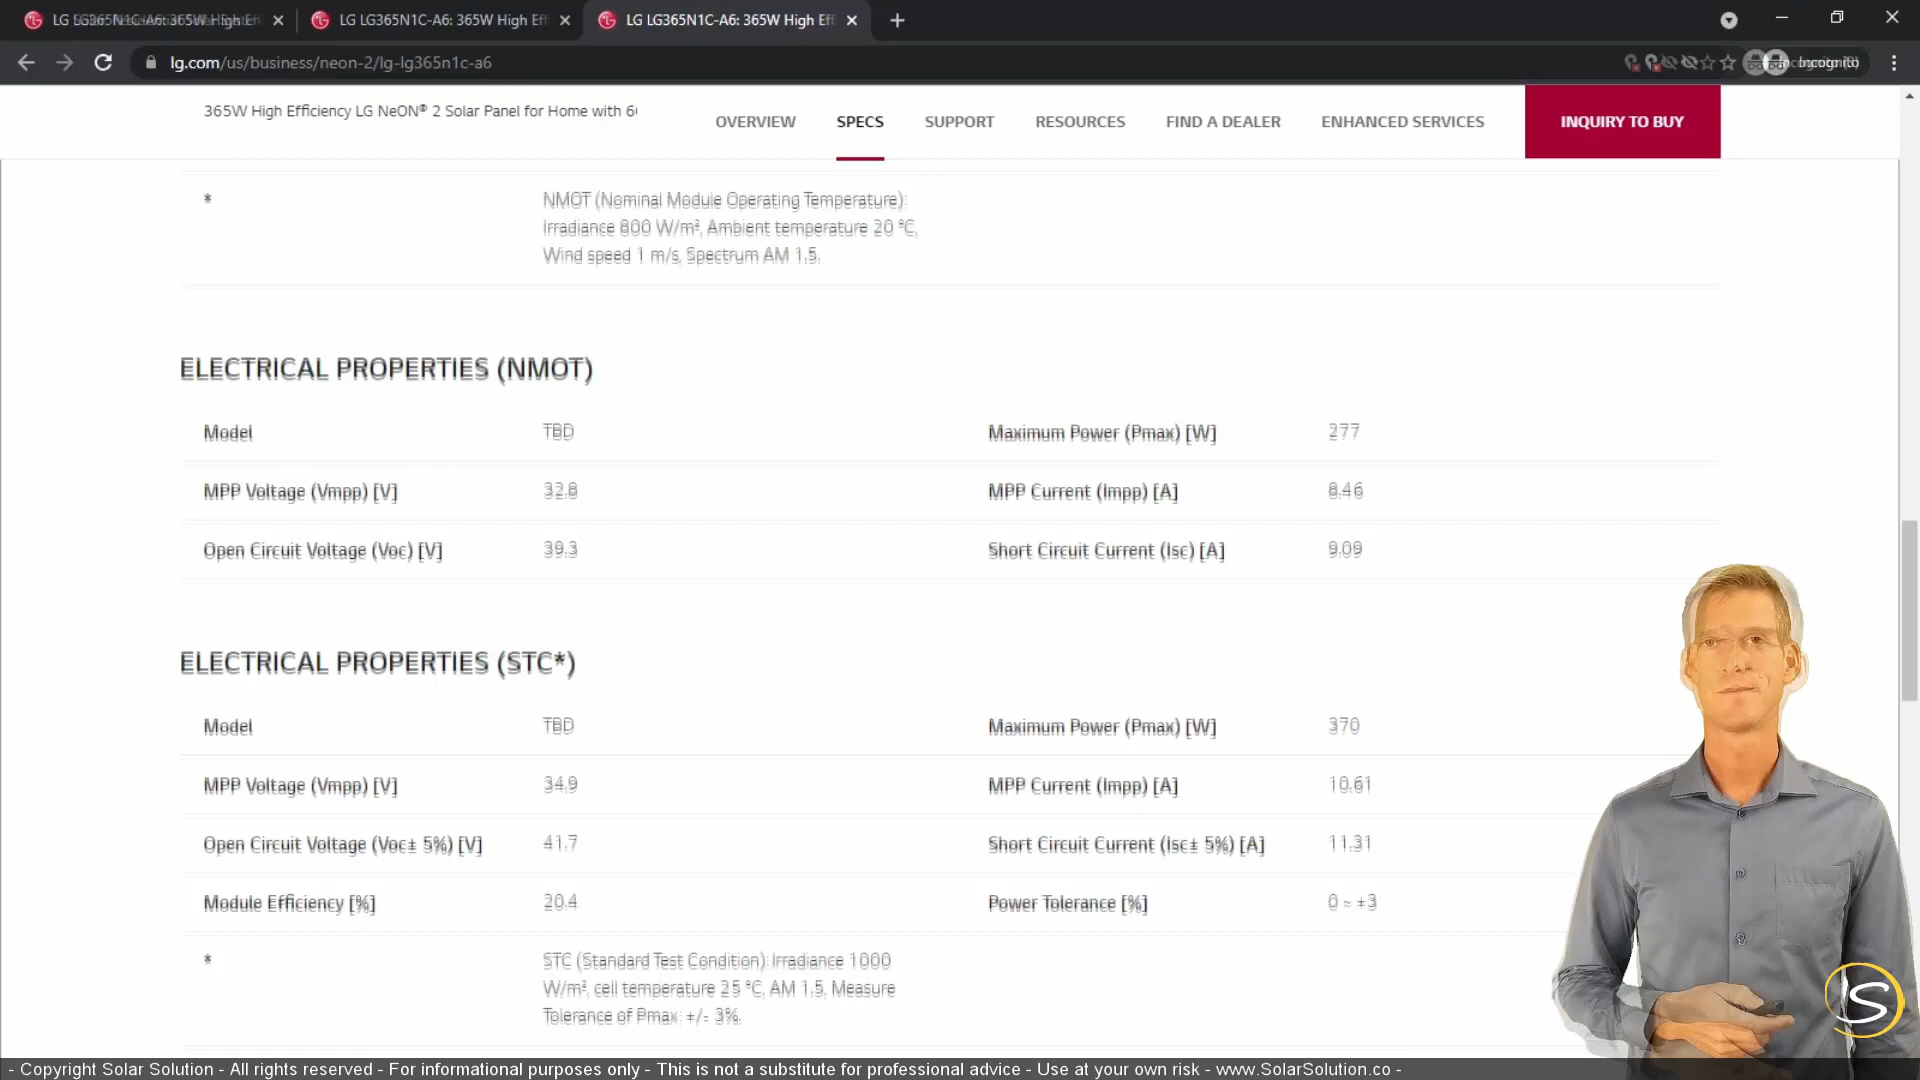 LG LG365N1C-A6: 365W High Eff
LG LG365N1C-A6: 365W High Eff
LG LG365N1C-A6: 365W High Eff
lg.com/us/business/neon-2/lg-lg365n1c-a6
Incognito
365W High Efficiency LG NeON® 2 Solar Panel for Home with 6
OVERVIEW
SPECS
SUPPORT
RESOURCES
FIND A DEALER
ENHANCED SERVICES
INQUIRY TO BUY
*
NMOT (Nominal Module Operating Temperature):
Irradiance 800 W/m², Ambient temperature 20 °C,
Wind speed 1 m/s, Spectrum AM 1.5.
ELECTRICAL PROPERTIES (NMOT)
Model TBD Maximum Power (Pmax) [W] 277
MPP Voltage (Vmpp) [V] 32.8 MPP Current (Impp) [A] 8.46
Open Circuit Voltage (Voc) [V] 39.3 Short Circuit Current (Isc) [A] 9.09
ELECTRICAL PROPERTIES (STC*)
Model TBD Maximum Power (Pmax) [W] 370
MPP Voltage (Vmpp) [V] 34.9 MPP Current (Impp) [A] 10.61
Open Circuit Voltage (Voc± 5%) [V] 41.7 Short Circuit Current (Isc± 5%) [A] 11.31
Module Efficiency [%] 20.4 Power Tolerance [%] 0 ~ +3
*
STC (Standard Test Condition): Irradiance 1000
W/m², cell temperature 25 °C, AM 1.5, Measure
Tolerance of Pmax: +/- 3%.
S
- Copyright Solar Solution - All rights reserved - For informational purposes only - This is not a substitute for professional advice - Use at your own risk - www.SolarSolution.co -